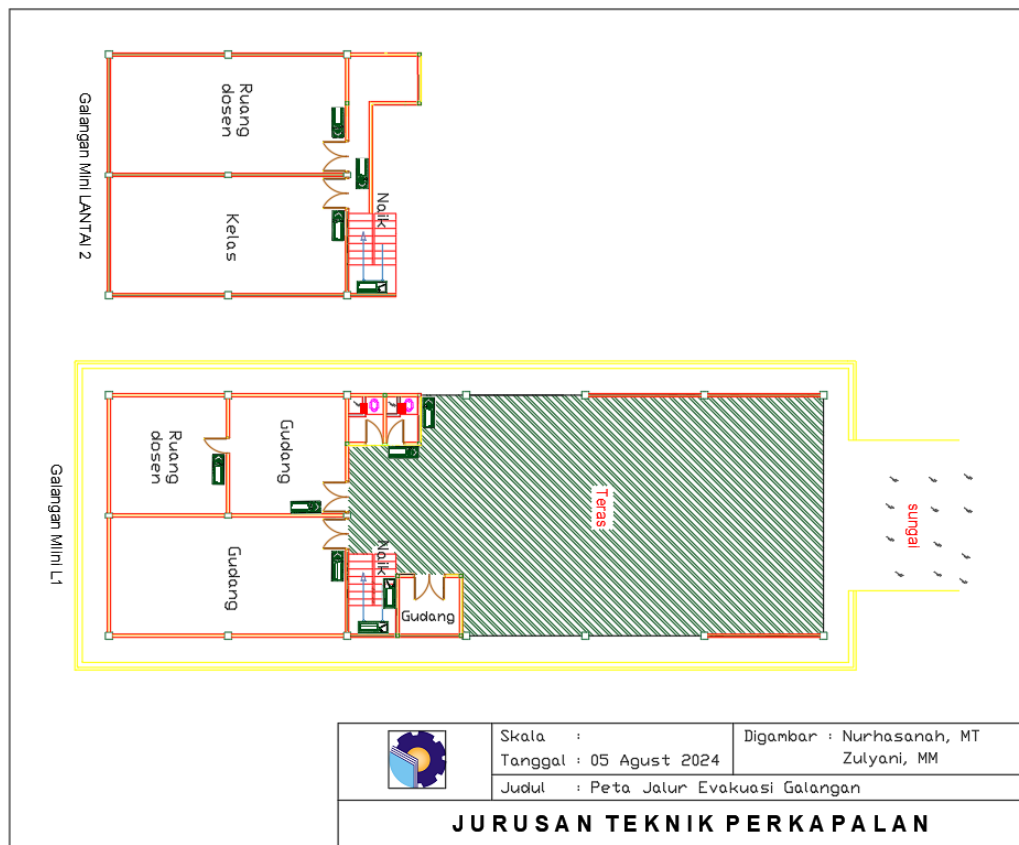 Galangan Mini LANTAI 2
Ruang
dosen
Kelas
Naik
Galangan MIini L1
Ruang
dosen
Gudang
Gudang
Naik
Gudang
Teras
sungai
Skala :
Tanggal : 05 Agust 2024
Digambar : Nurhasanah, MT
Zulyani, MM
Judul : Peta Jalur Evakuasi Galangan
JURUSAN TEKNIK PERKAPALAN